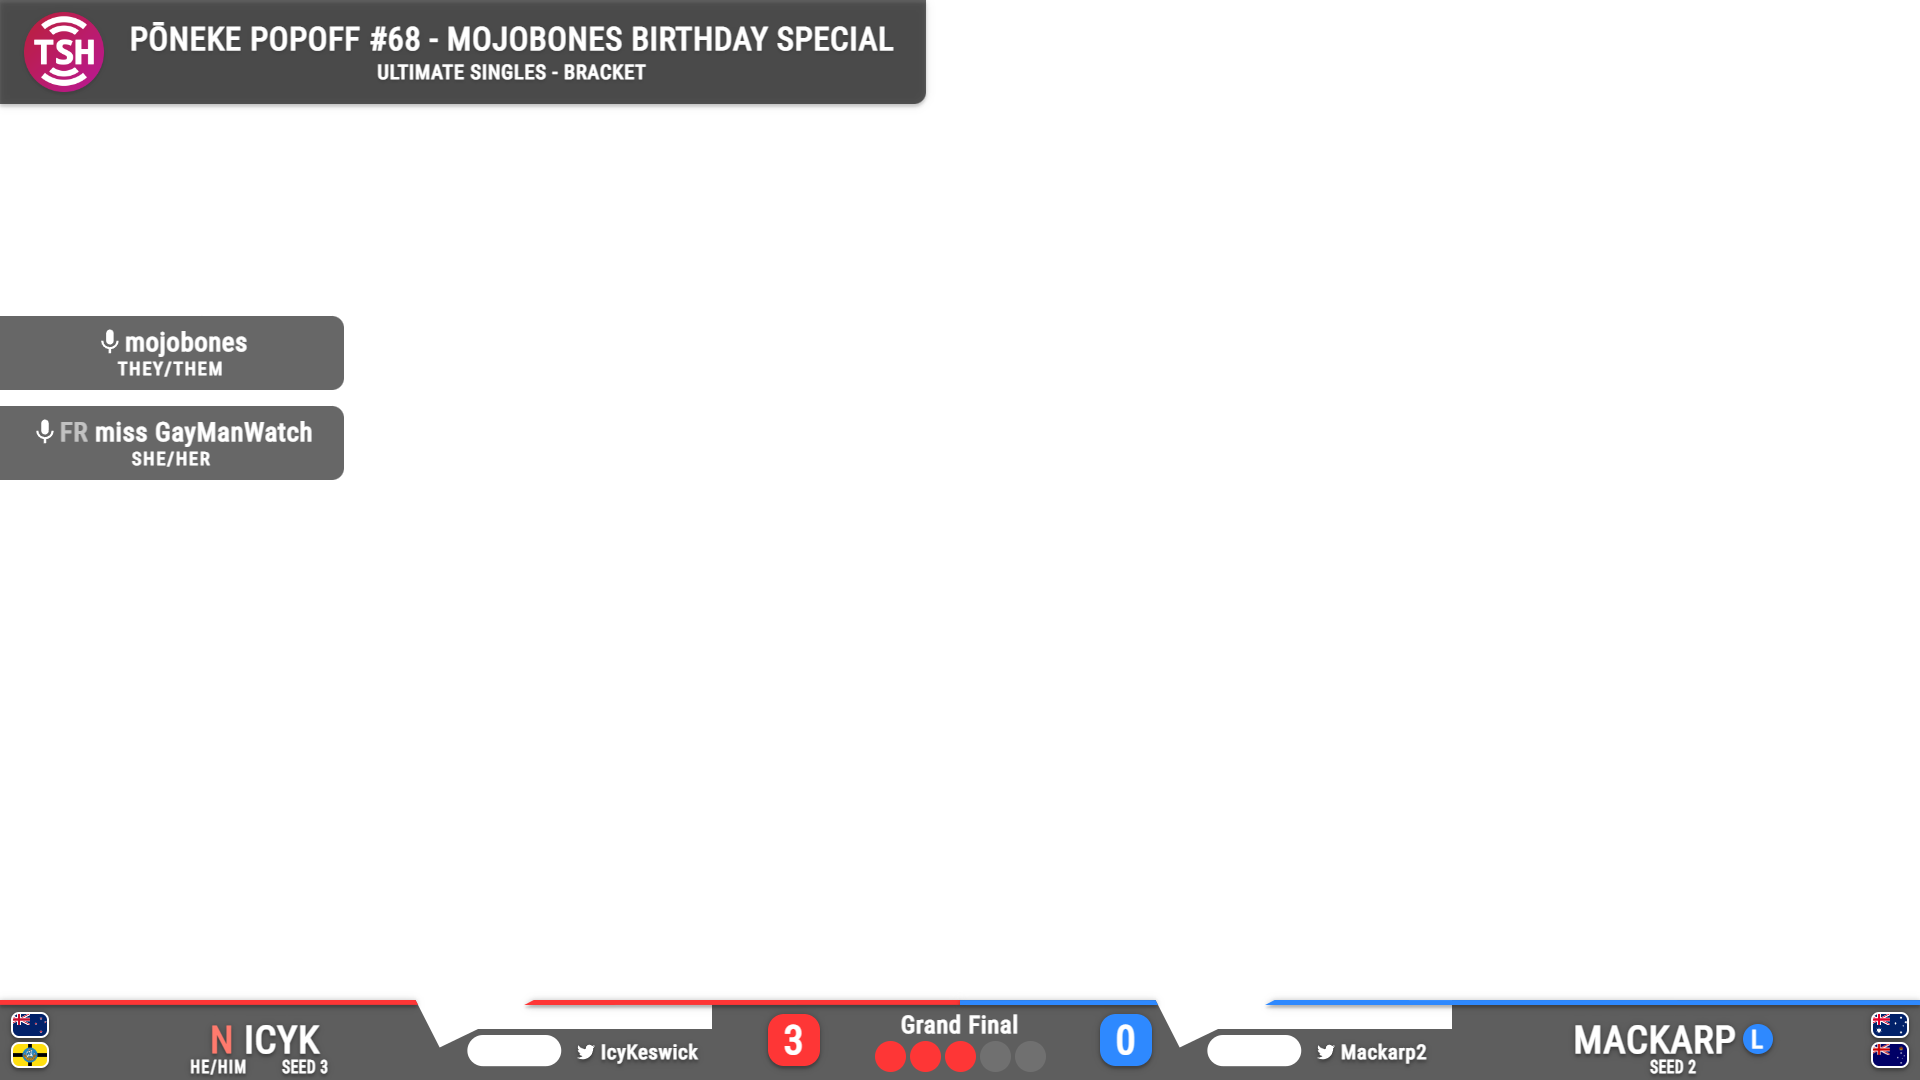 TSH
PŌNEKE POPOFF #68 - MOJOBONES BIRTHDAY SPECIAL
ULTIMATE SINGLES - BRACKET
mojobones
THEY/THEM
FR miss GayManWatch
SHE/HER
N ICYK
HE/HIM SEED 3
IcyKeswick
3
Grand Final
0
Mackarp2
MACKARP L
SEED 2